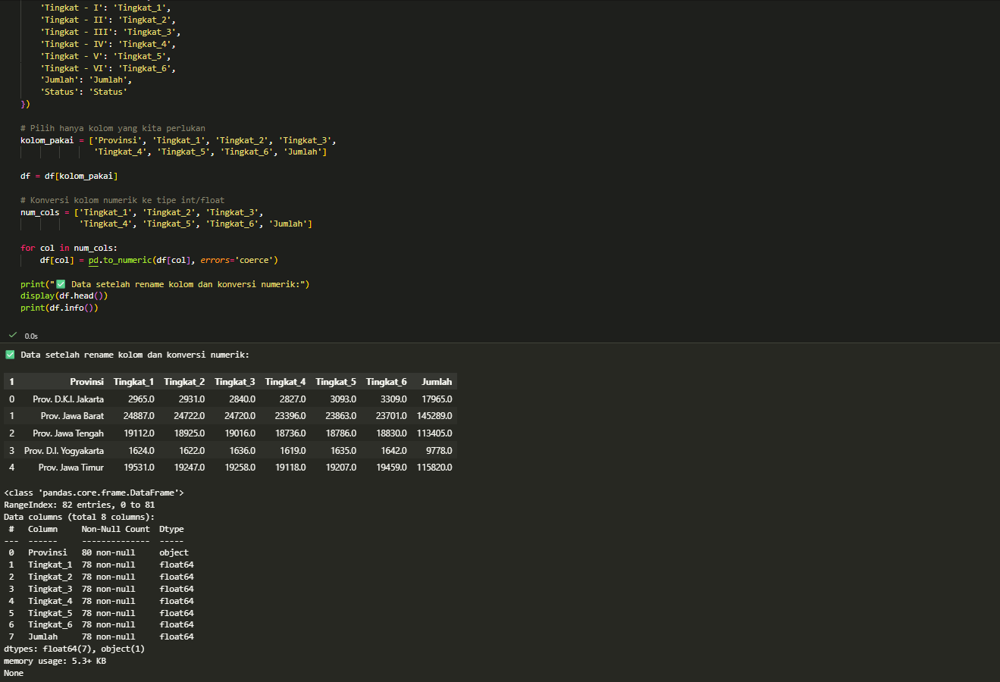 'Tingkat - I': 'Tingkat_1',
'Tingkat - II': 'Tingkat_2',
'Tingkat - III': 'Tingkat_3',
'Tingkat - IV': 'Tingkat_4',
'Tingkat - V': 'Tingkat_5',
'Tingkat - VI': 'Tingkat_6',
'Jumlah': 'Jumlah',
'Status': 'Status'
})
# Pilih hanya kolom yang kita perlukan
kolom_pakai = ['Provinsi', 'Tingkat_1', 'Tingkat_2', 'Tingkat_3',
'Tingkat_4', 'Tingkat_5', 'Tingkat_6', 'Jumlah']
df = df[kolom_pakai]
# Konversi kolom numerik ke tipe int/float
num_cols = ['Tingkat_1', 'Tingkat_2', 'Tingkat_3',
'Tingkat_4', 'Tingkat_5', 'Tingkat_6', 'Jumlah']
for col in num_cols:
df[col] = pd.to_numeric(df[col], errors='coerce')
print("✅ Data setelah rename kolom dan konversi numerik:")
display(df.head())
print(df.info())
✓ 0.0s
✅ Data setelah rename kolom dan konversi numerik:
1 Provinsi Tingkat_1 Tingkat_2 Tingkat_3 Tingkat_4 Tingkat_5 Tingkat_6 Jumlah
0 Prov. D.K.I. Jakarta 2965.0 2931.0 2840.0 2827.0 3093.0 3309.0 17965.0
1 Prov. Jawa Barat 24887.0 24722.0 24720.0 23396.0 23863.0 23701.0 145289.0
2 Prov. Jawa Tengah 19112.0 18925.0 19016.0 18736.0 18786.0 18830.0 113405.0
3 Prov. D.I. Yogyakarta 1624.0 1622.0 1636.0 1619.0 1635.0 1642.0 9778.0
4 Prov. Jawa Timur 19531.0 19247.0 19258.0 19118.0 19207.0 19459.0 115820.0
<class 'pandas.core.frame.DataFrame'>
RangeIndex: 82 entries, 0 to 81
Data columns (total 8 columns):
# Column Non-Null Count Dtype
--- ------ -------------- -----
0 Provinsi 80 non-null object
1 Tingkat_1 78 non-null float64
2 Tingkat_2 78 non-null float64
3 Tingkat_3 78 non-null float64
4 Tingkat_4 78 non-null float64
5 Tingkat_5 78 non-null float64
6 Tingkat_6 78 non-null float64
7 Jumlah 78 non-null float64
dtypes: float64(7), object(1)
memory usage: 5.3+ KB
None